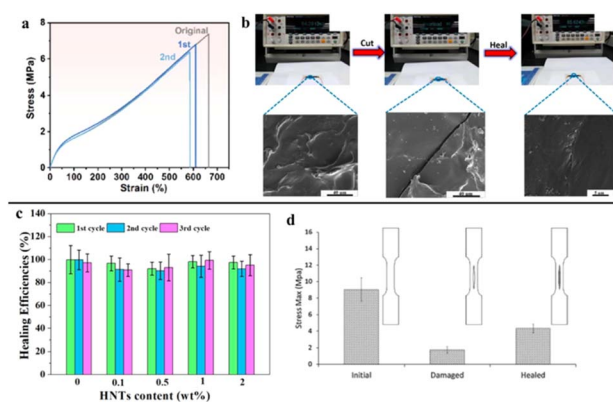 a
Stress (MPa)
8
6
4
2
0
Original
1st
2nd
0 100 200 300 400 500 600 700
Strain (%)
b
Cut
Heal
c
Healing Efficiencies (%)
140
120
100
80
60
40
20
0
1st cycle 2nd cycle 3rd cycle
0 0.1 0.5 1 2
HNTs content (wt%)
d
Stress Max (Mpa)
16
14
12
10
8
6
4
2
0
Initial Damaged Healed